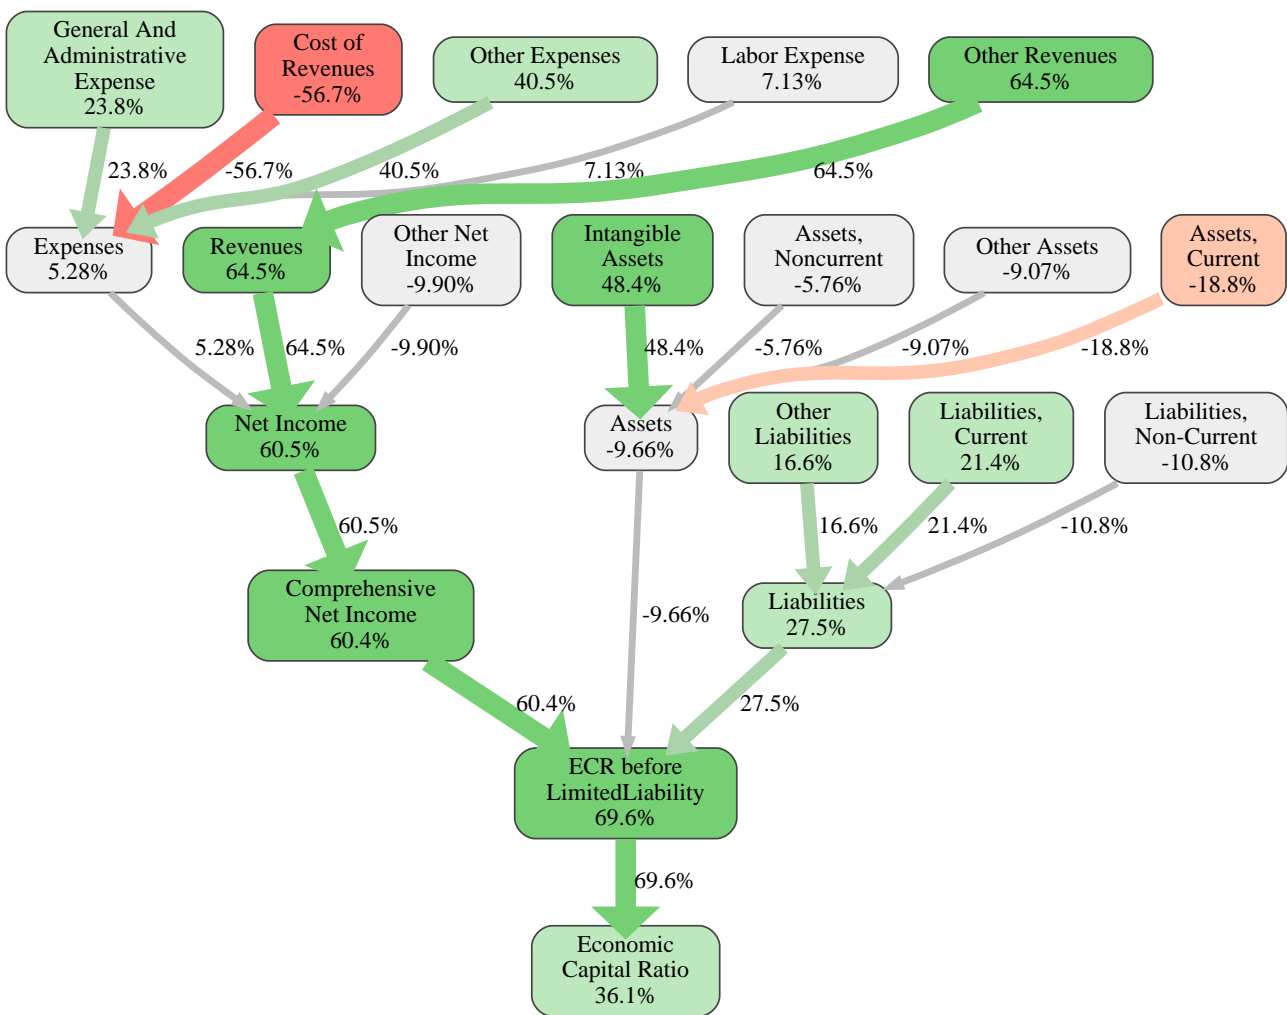 General And
Administrative
Expense
23.8%
Cost of
Revenues
-56.7%
Other Expenses
40.5%
Labor Expense
7.13%
Other Revenues
64.5%
23.8%
-56.7%
40.5%
7.13%
64.5%
Expenses
5.28%
Revenues
64.5%
Other Net
Income
-9.90%
Intangible
Assets
48.4%
Assets,
Noncurrent
-5.76%
Other Assets
-9.07%
Assets,
Current
-18.8%
5.28%
64.5%
-9.90%
48.4%
-5.76%
-9.07%
-18.8%
Net Income
60.5%
Assets
-9.66%
Other
Liabilities
16.6%
Liabilities,
Current
21.4%
Liabilities,
Non-Current
-10.8%
60.5%
16.6%
21.4%
-10.8%
Comprehensive
Net Income
60.4%
-9.66%
Liabilities
27.5%
60.4%
27.5%
ECR before
LimitedLiability
69.6%
69.6%
Economic
Capital Ratio
36.1%